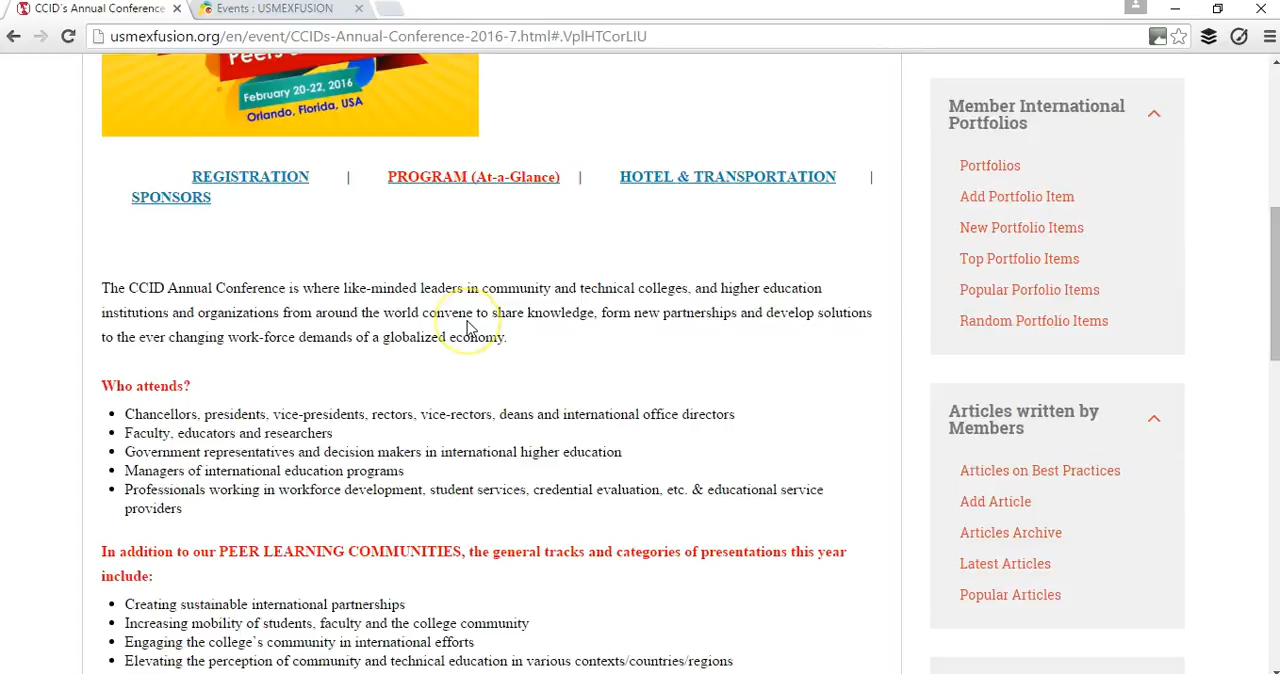 CCID's Annual Conference
Events : USMEXFUSION
usmexfusion.org/en/event/CCIDs-Annual-Conference-2016-7.html#.VplHTCorLIU
February 20-22, 2016
Orlando, Florida, USA
REGISTRATION | PROGRAM (At-a-Glance) | HOTEL & TRANSPORTATION |
SPONSORS
The CCID Annual Conference is where like-minded leaders in community and technical colleges, and higher education
institutions and organizations from around the world convene to share knowledge, form new partnerships and develop solutions
to the ever changing work-force demands of a globalized economy.
Who attends?
• Chancellors, presidents, vice-presidents, rectors, vice-rectors, deans and international office directors
• Faculty, educators and researchers
• Government representatives and decision makers in international higher education
• Managers of international education programs
• Professionals working in workforce development, student services, credential evaluation, etc. & educational service
providers
In addition to our PEER LEARNING COMMUNITIES, the general tracks and categories of presentations this year
include:
• Creating sustainable international partnerships
• Increasing mobility of students, faculty and the college community
• Engaging the college`s community in international efforts
• Elevating the perception of community and technical education in various contexts/countries/regions
Member International
Portfolios
Portfolios
Add Portfolio Item
New Portfolio Items
Top Portfolio Items
Popular Porfolio Items
Random Portfolio Items
Articles written by
Members
Articles on Best Practices
Add Article
Articles Archive
Latest Articles
Popular Articles